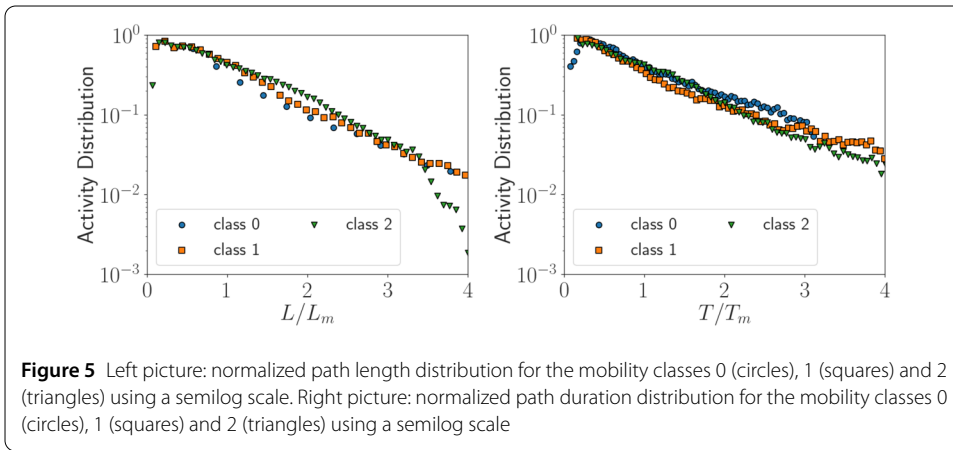 10^0
10^-1
10^-2
10^-3
Activity Distribution
class 0
class 1
class 2
0 1 2 3 4
L/L_m
10^0
10^-1
10^-2
10^-3
Activity Distribution
class 0
class 1
class 2
0 1 2 3 4
T/T_m
Figure 5 Left picture: normalized path length distribution for the mobility classes 0 (circles), 1 (squares) and 2
(triangles) using a semilog scale. Right picture: normalized path duration distribution for the mobility classes 0
(circles), 1 (squares) and 2 (triangles) using a semilog scale